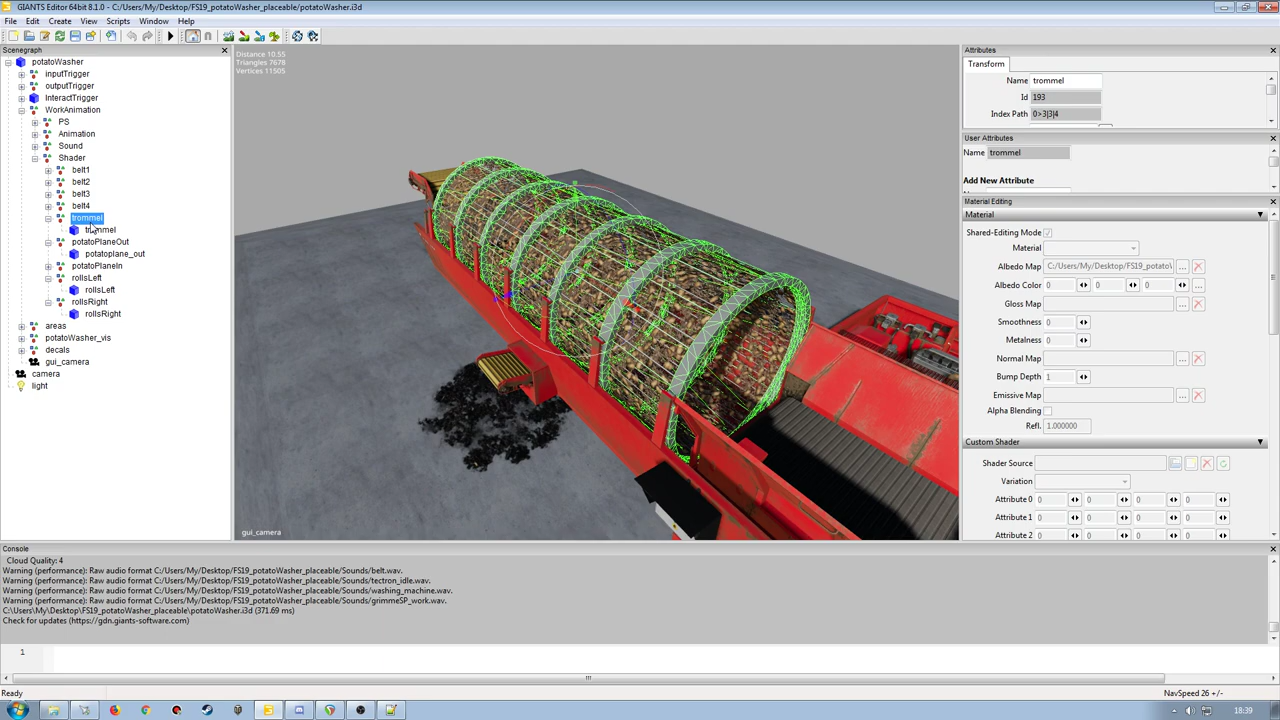 GIANTS Editor 64bit 8.1.0 - C:/Users/My/Desktop/FS19_potatoWasher_placeable/potatoWasher.i3d
File Edit Create View Scripts Window Help
Scenegraph
potatoWasher
inputTrigger
outputTrigger
InteractTrigger
WorkAnimation
PS
Animation
Sound
Shader
belt1
belt2
belt3
belt4
trommel
trommel
potatoPlaneOut
potatoplane_out
potatoPlaneIn
rollsLeft
rollsLeft
rollsRight
rollsRight
areas
potatoWasher_vis
decals
gui_camera
camera
light
Distance 10.55
Triangles 7678
Vertices 11505
gui_camera
Attributes
Transform
Name trommel
Id 193
Index Path 0>3|3|4
User Attributes
Name trommel
Add New Attribute
Material Editing
Material
Shared-Editing Mode
Material
Albedo Map C:/Users/My/Desktop/FS19_potato\ ...
Albedo Color 0 0 0 ...
Gloss Map ...
Smoothness 0
Metalness 0
Normal Map ...
Bump Depth 1
Emissive Map ...
Alpha Blending
Refl. 1.000000
Custom Shader
Shader Source
Variation
Attribute 0 0 0 0 0
Attribute 1 0 0 0 0
Attribute 2 0 0 0 0
Console
Cloud Quality: 4
Warning (performance): Raw audio format C:/Users/My/Desktop/FS19_potatoWasher_placeable/Sounds/belt.wav.
Warning (performance): Raw audio format C:/Users/My/Desktop/FS19_potatoWasher_placeable/Sounds/tectron_idle.wav.
Warning (performance): Raw audio format C:/Users/My/Desktop/FS19_potatoWasher_placeable/Sounds/washing_machine.wav.
Warning (performance): Raw audio format C:/Users/My/Desktop/FS19_potatoWasher_placeable/Sounds/grimmeSP_work.wav.
C:\Users\My\Desktop\FS19_potatoWasher_placeable\potatoWasher.i3d (371.69 ms)
Check for updates (https://gdn.giants-software.com)
1
Ready
NavSpeed 26 +/-
18:39